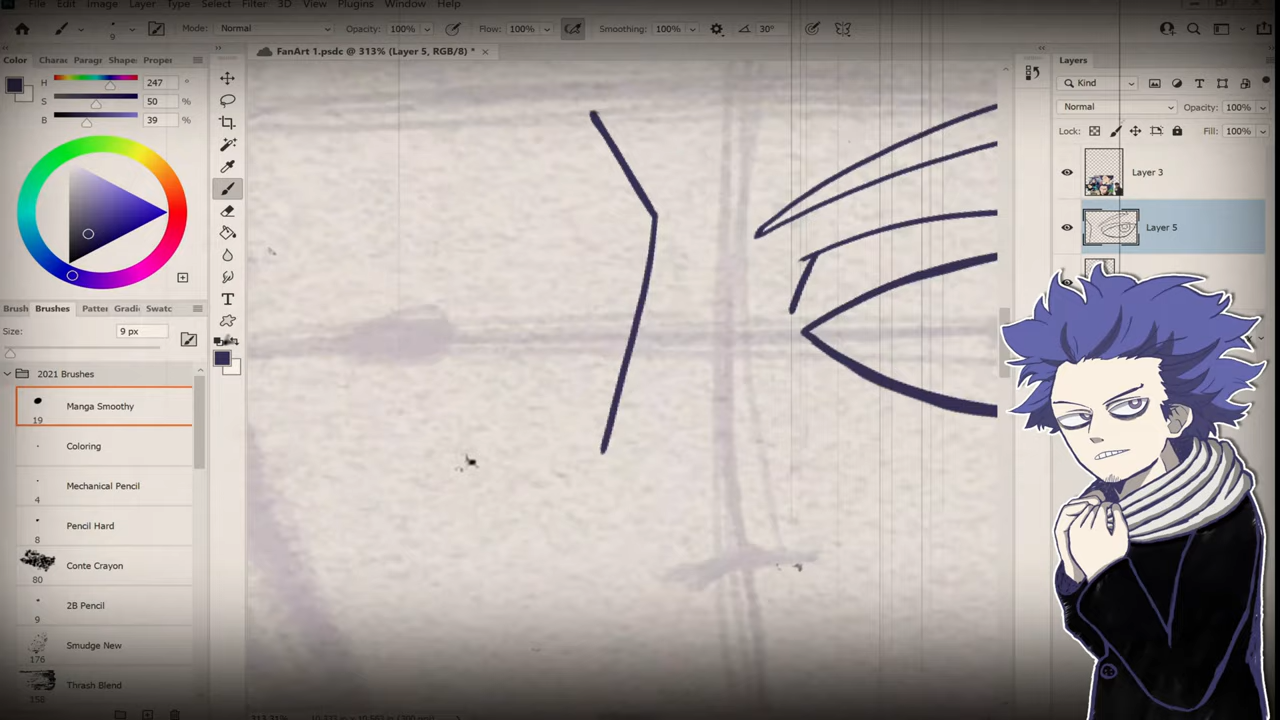 File Edit Image Layer Type Select Filter 3D View Plugins Window Help
9 Mode: Normal Opacity: 100% Flow: 100% Smoothing: 100% 30°
FanArt 1.psdc @ 313% (Layer 5, RGB/8) *
Color Charac Paragr Shapes Proper
H 247 °
S 50 %
B 39 %
Brush Brushes Patter Gradi Swatc
Size: 9 px
2021 Brushes
Manga Smoothy
19
Coloring
Mechanical Pencil
4
Pencil Hard
8
Conte Crayon
80
2B Pencil
9
Smudge New
176
Thrash Blend
158
Layers
Kind
Normal Opacity: 100%
Lock: Fill: 100%
Layer 3
Layer 5